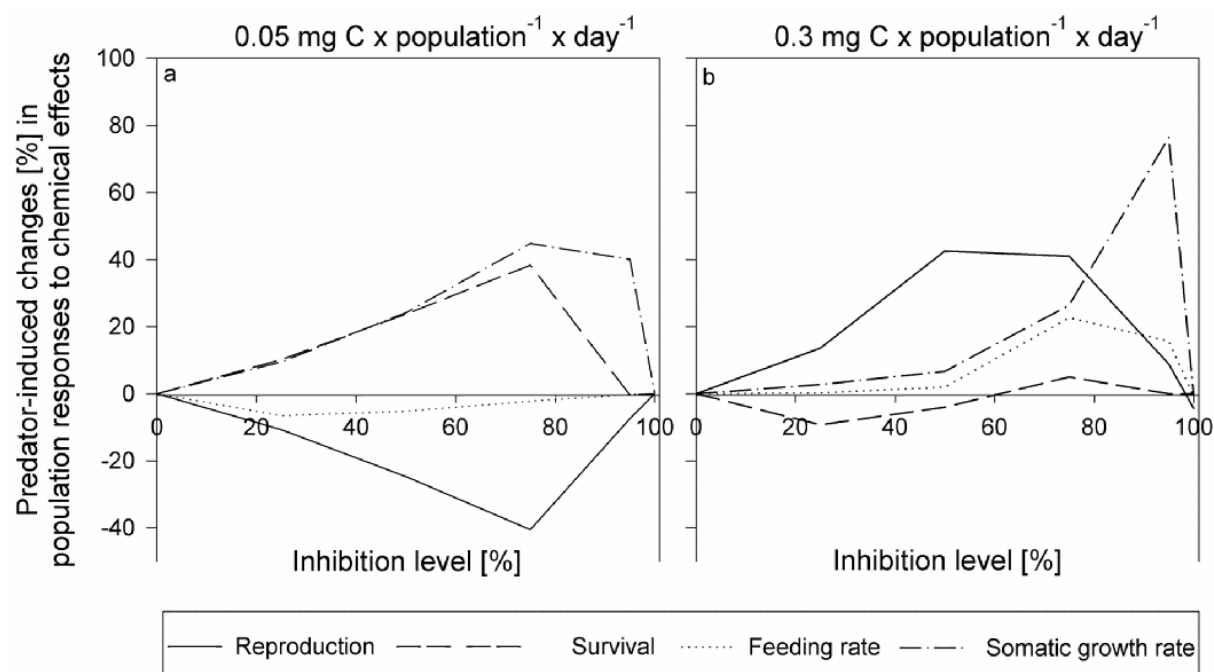 0.05 mg C x population⁻¹ x day⁻¹
0.3 mg C x population⁻¹ x day⁻¹
Predator-induced changes [%] in
population responses to chemical effects
a
100
80
60
40
20
0
-20
-40
0 20 40 60 80 100
Inhibition level [%]
b
0 20 40 60 80 100
Inhibition level [%]
Reproduction Survival Feeding rate Somatic growth rate